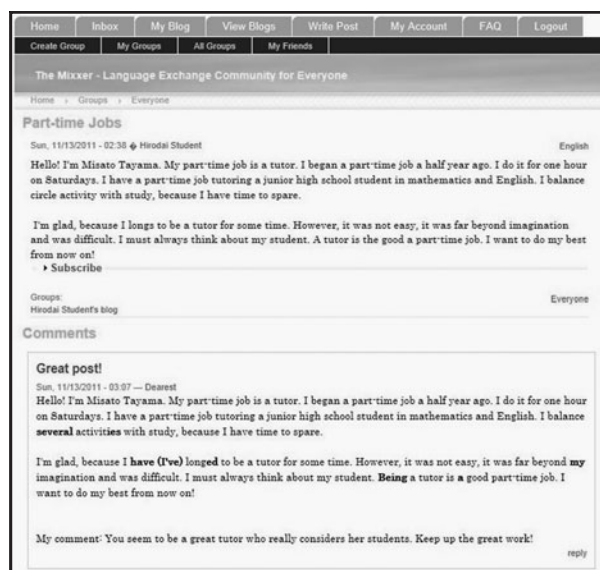 Home Inbox My Blog View Blogs Write Post My Account FAQ Logout
Create Group My Groups All Groups My Friends
The Mixxer - Language Exchange Community for Everyone
Home › Groups › Everyone
Part-time Jobs
Sun, 11/13/2011 - 02:38 � Hirodai Student English
Hello! I'm Misato Tayama. My part-time job is a tutor. I began a part-time job a half year ago. I do it for one hour
on Saturdays. I have a part-time job tutoring a junior high school student in mathematics and English. I balance
circle activity with study, because I have time to spare.
I'm glad, because I longs to be a tutor for some time. However, it was not easy, it was far beyond imagination
and was difficult. I must always think about my student. A tutor is the good a part-time job. I want to do my best
from now on!
Subscribe
Groups: Everyone
Hirodai Student's blog
Comments
Great post!
Sun, 11/13/2011 - 03:07 — Dearest
Hello! I'm Misato Tayama. My part-time job is a tutor. I began a part-time job a half year ago. I do it for one hour
on Saturdays. I have a part-time job tutoring a junior high school student in mathematics and English. I balance
several activities with study, because I have time to spare.
I'm glad, because I have (I've) longed to be a tutor for some time. However, it was not easy, it was far beyond my
imagination and was difficult. I must always think about my student. Being a tutor is a good part-time job. I
want to do my best from now on!
My comment: You seem to be a great tutor who really considers her students. Keep up the great work!
reply